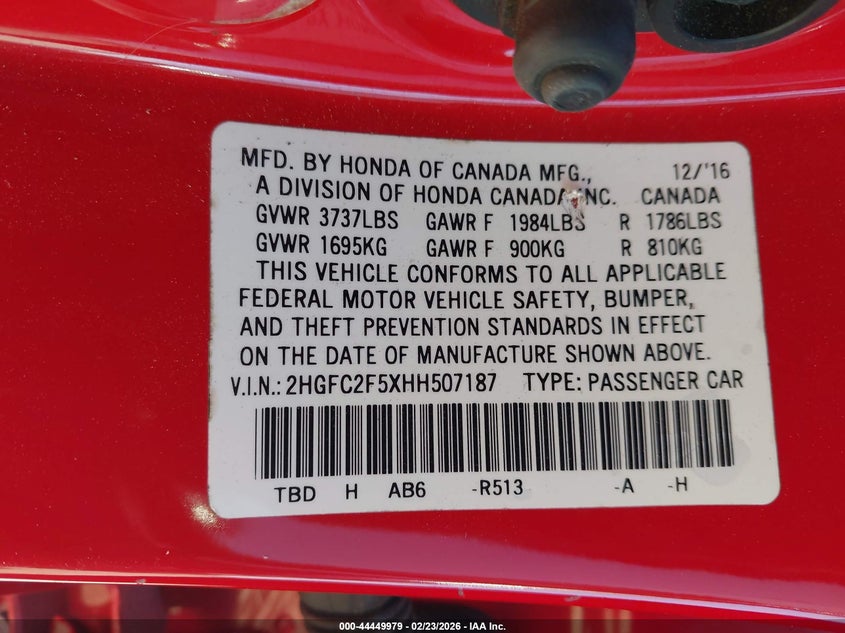 MFD. BY HONDA OF CANADA MFG., 12/'16
A DIVISION OF HONDA CANADA INC. CANADA
GVWR 3737LBS GAWR F 1984LBS R 1786LBS
GVWR 1695KG GAWR F 900KG R 810KG
THIS VEHICLE CONFORMS TO ALL APPLICABLE
FEDERAL MOTOR VEHICLE SAFETY, BUMPER,
AND THEFT PREVENTION STANDARDS IN EFFECT
ON THE DATE OF MANUFACTURE SHOWN ABOVE.
V.I.N.: 2HGFC2F5XHH507187 TYPE: PASSENGER CAR
TBD H AB6 -R513 -A -H
000-44449979 - 02/23/2026 - IAA Inc.